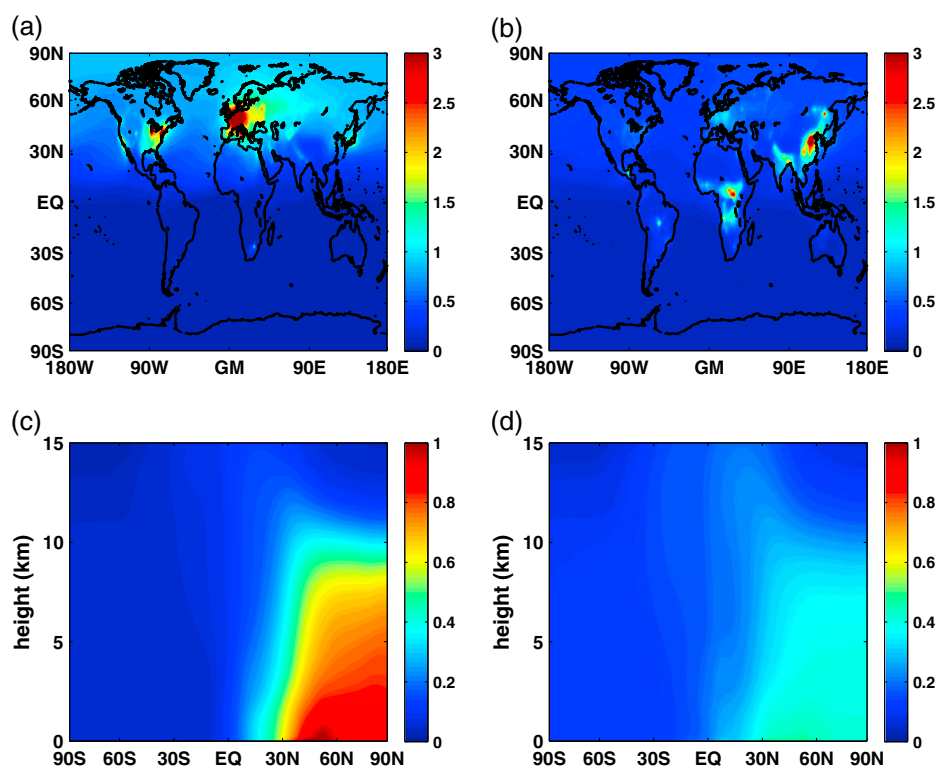 (a)
90N
60N
30N
EQ
30S
60S
90S
180W 90W GM 90E 180E
3
2.5
2
1.5
1
0.5
0
(b)
90N
60N
30N
EQ
30S
60S
90S
180W 90W GM 90E 180E
3
2.5
2
1.5
1
0.5
0
(c)
height (km)
15
10
5
0
90S 60S 30S EQ 30N 60N 90N
1
0.8
0.6
0.4
0.2
0
(d)
height (km)
15
10
5
0
90S 60S 30S EQ 30N 60N 90N
1
0.8
0.6
0.4
0.2
0